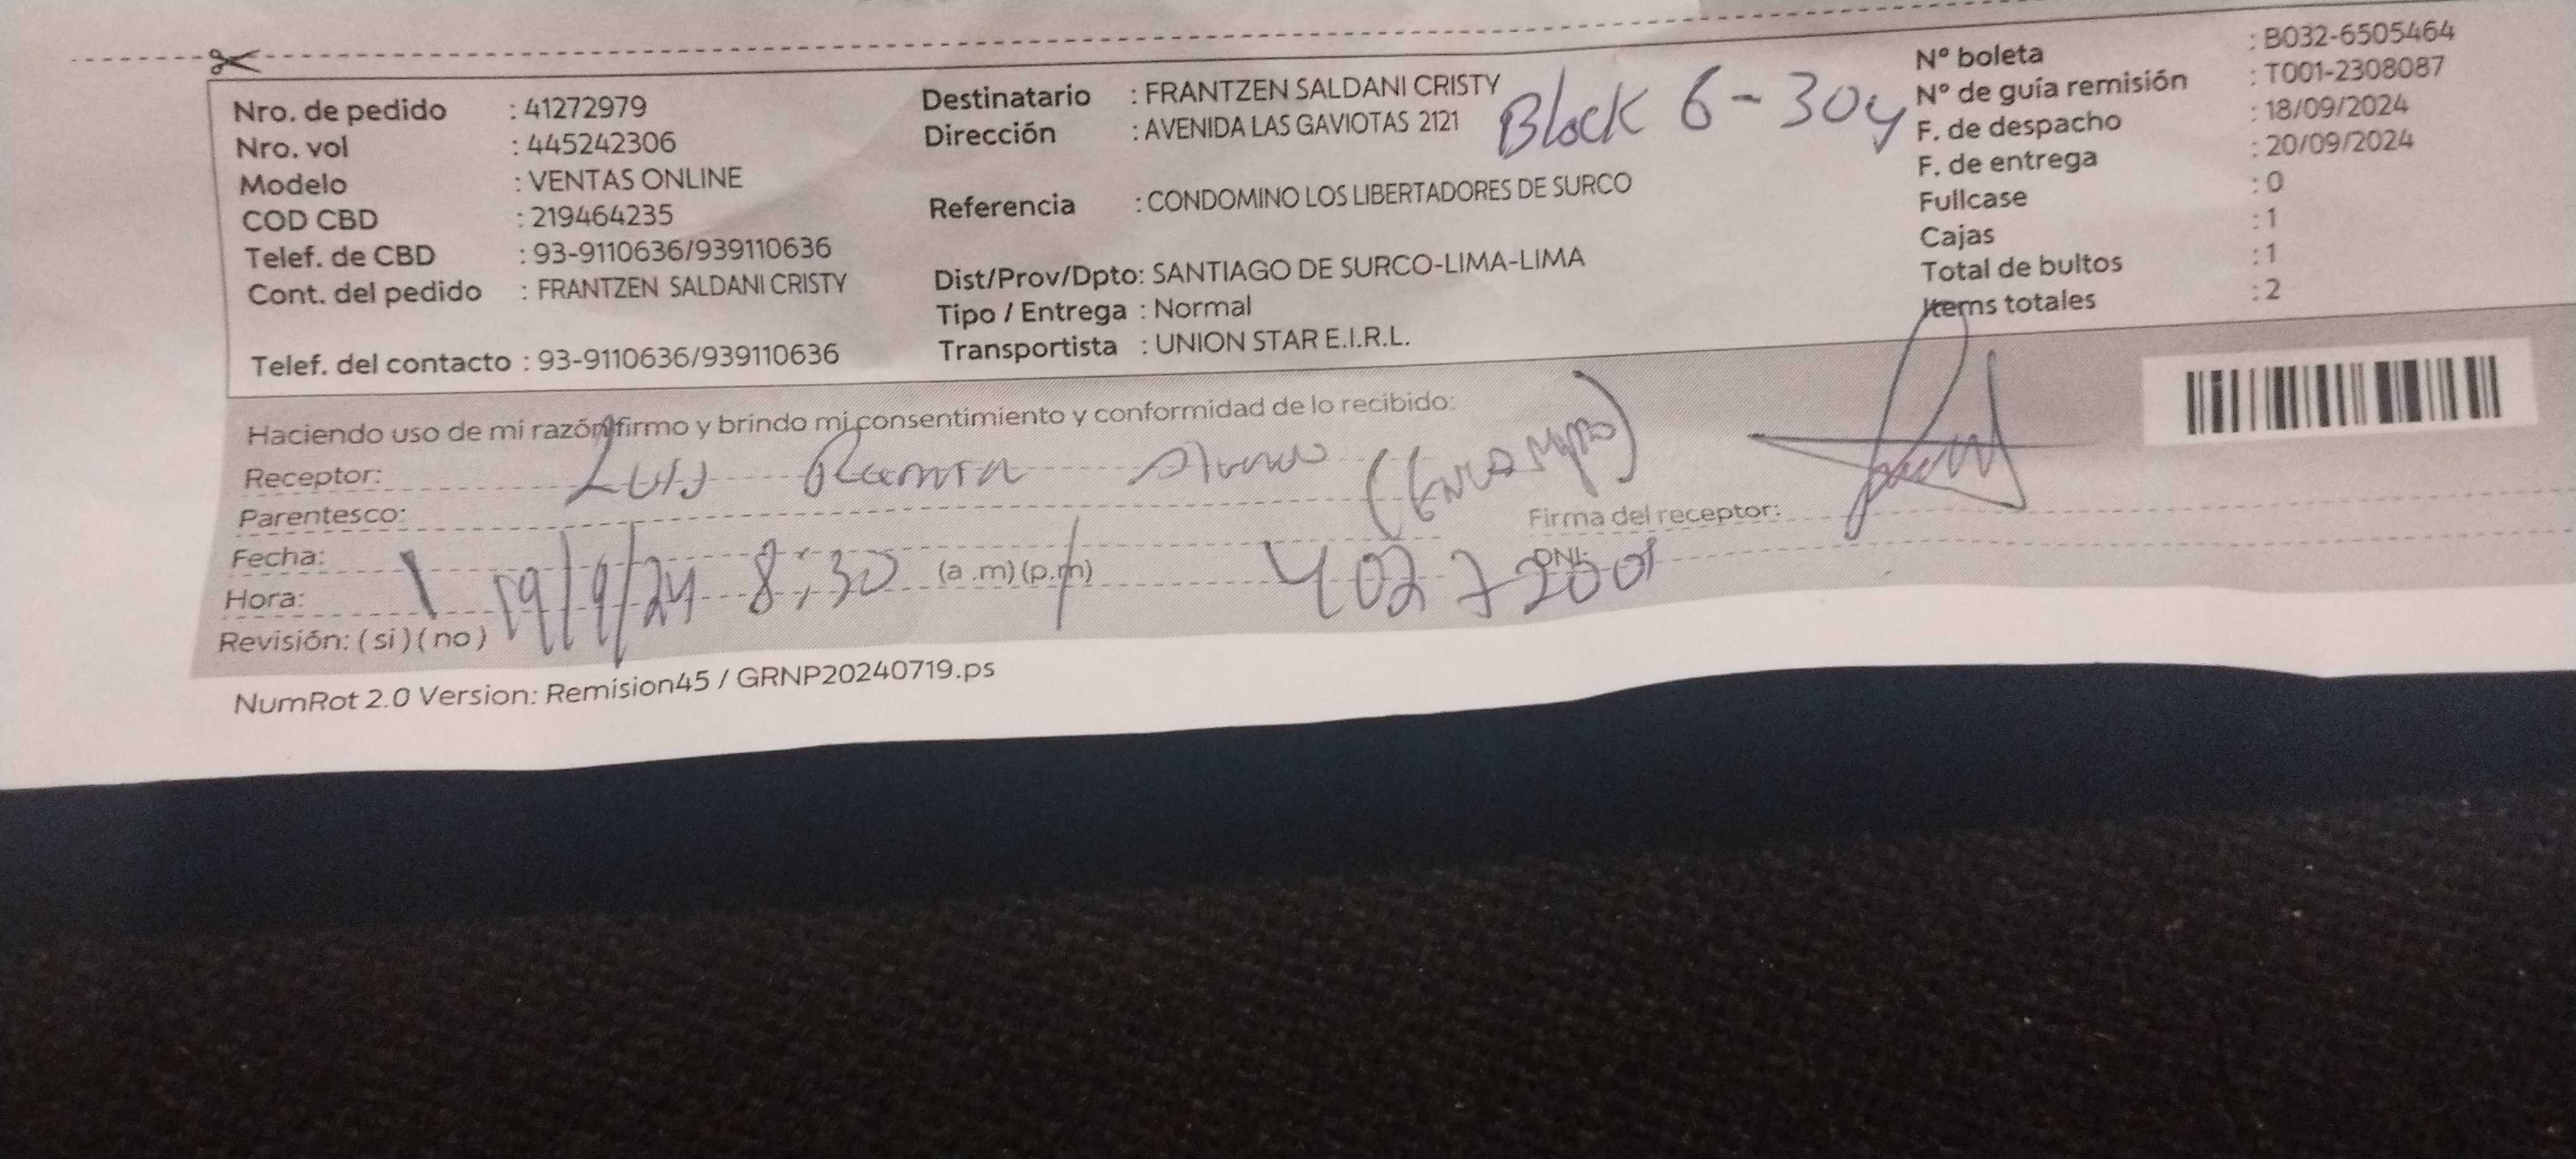 Nro. de pedido : 41272979
Nro. vol : 445242306
Modelo : VENTAS ONLINE
COD CBD : 219464235
Telef. de CBD : 93-9110636/939110636
Cont. del pedido : FRANTZEN SALDANI CRISTY
Telef. del contacto : 93-9110636/939110636
Destinatario : FRANTZEN SALDANI CRISTY
Dirección : AVENIDA LAS GAVIOTAS 2121
Block 6-304
Referencia : CONDOMINO LOS LIBERTADORES DE SURCO
Dist/Prov/Dpto: SANTIAGO DE SURCO-LIMA-LIMA
Tipo / Entrega : Normal
Transportista : UNION STAR E.I.R.L.
Nº boleta : B032-6505464
Nº de guía remisión : T001-2308087
F. de despacho : 18/09/2024
F. de entrega : 20/09/2024
Fullcase : 0
Cajas : 1
Total de bultos : 1
Items totales : 2
Haciendo uso de mi razón firmo y brindo mi consentimiento y conformidad de lo recibido:
Receptor: Luis
Parentesco:
Firma del receptor:
Fecha: 19/9/24 8:30 (a .m) (p.m)
DNI:
Hora:
Revisión: ( si ) ( no )
NumRot 2.0 Version: Remision45 / GRNP20240719.ps